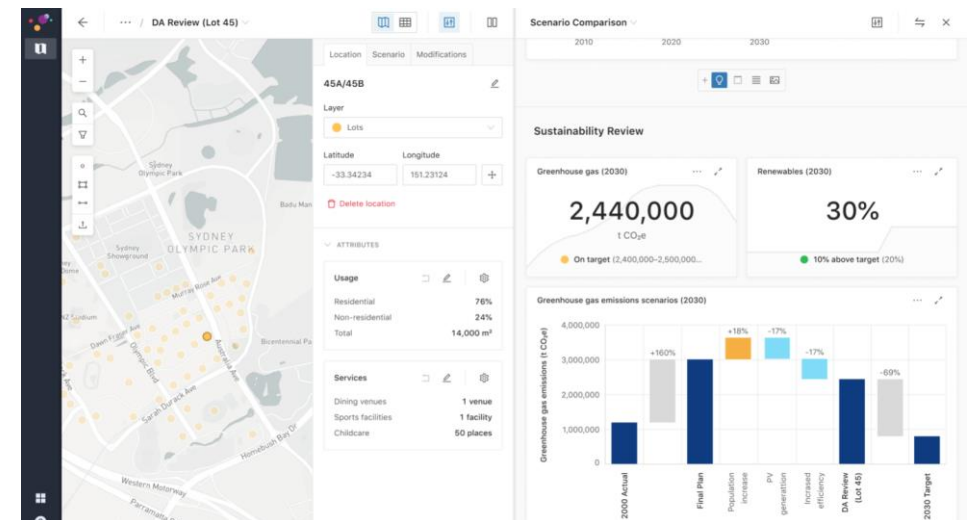 DA Review (Lot 45)
Location Scenario Modifications
45A/45B
Layer
Lots
Latitude Longitude
-33.34234 151.23124
Delete location
ATTRIBUTES
Usage
Residential 76%
Non-residential 24%
Total 14,000 m²
Services
Dining venues 1 venue
Sports facilities 1 facility
Childcare 50 places
Sydney
Olympic Park
SYDNEY
OLYMPIC PARK
Sydney
Showground
Badu Man
Murray Rose Ave
Dawn Fraser Ave
Olympic Blvd
Australia Ave
Bicentennial Pa
Sarah Durack Ave
Homebush Bay Dr
Western Motorway
Parramatta
Scenario Comparison
2010 2020 2030
Sustainability Review
Greenhouse gas (2030)
2,440,000
t CO₂e
On target (2,400,000–2,500,000...
Renewables (2030)
30%
10% above target (20%)
Greenhouse gas emissions scenarios (2030)
Greenhouse gas emissions (t CO₂e)
4,000,000
3,000,000
2,000,000
1,000,000
0
+160%
+18%
-17%
-17%
-69%
2000 Actual
Final Plan
Population
increase
PV
generattion
Incrased
efficiency
DA Review
(Lot 45)
2030 Target